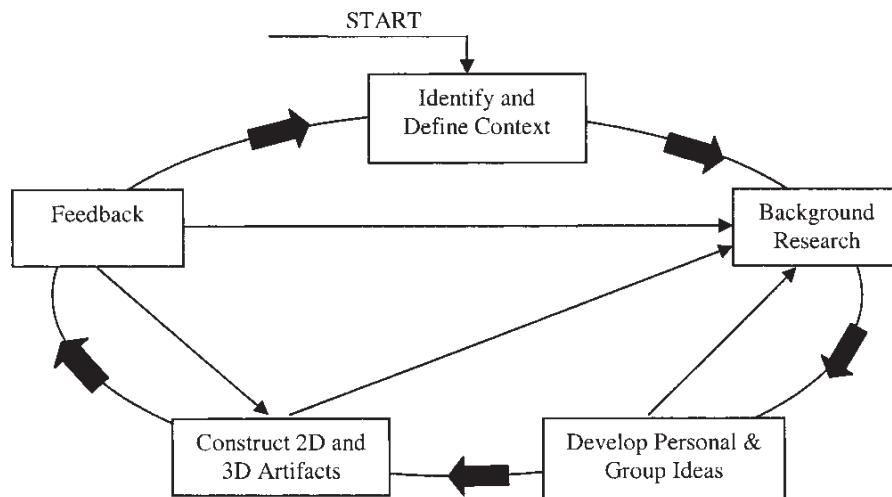 START
Identify and
Define Context
Feedback
Background
Research
Construct 2D and
3D Artifacts
Develop Personal &
Group Ideas